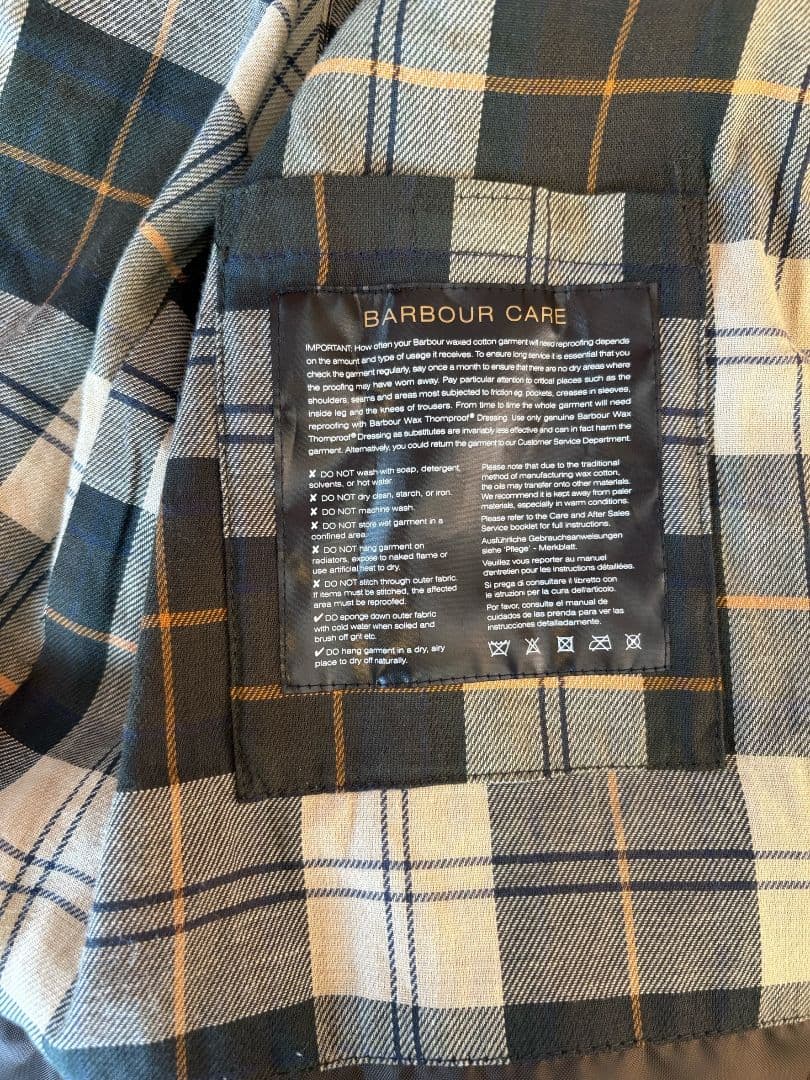 BARBOUR CARE
IMPORTANT: How often your Barbour waxed cotton garment will need reproofing depends
on the amount and type of usage it receives. To ensure long service it is essential that you
check the garment regularly, say once a month to ensure that there are no dry areas where
the proofing may have worn away. Pay particular attention to critical places such as the
shoulders, seams and areas most subjected to friction eg. pockets, creases in sleeves,
inside leg and the knees of trousers. From time to time the whole garment will need
reproofing with Barbour Wax Thornproof® Dressing. Use only genuine Barbour Wax
Thornproof® Dressing as substitutes are invariably less effective and can in fact harm the
garment. Alternatively, you could return the garment to our Customer Service Department.
✘ DO NOT wash with soap, detergent,
solvents, or hot water
✘ DO NOT dry clean, starch, or iron.
✘ DO NOT machine wash.
✘ DO NOT store wet garment in a
confined area.
✘ DO NOT hang garment on
radiators, expose to naked flame or
use artificial heat to dry.
✘ DO NOT stitch through outer fabric.
If items must be stitched, the affected
area must be reproofed.
✔ DO sponge down outer fabric
with cold water when soiled and
brush off grit etc.
✔ DO hang garment in a dry, airy
place to dry off naturally.
Please note that due to the traditional
method of manufacturing wax cotton,
the oils may transfer onto other materials.
We recommend it is kept away from paler
materials, especially in warm conditions.
Please refer to the Care and After Sales
Service booklet for full instructions.
Ausführliche Gebrauchsanweisungen
siehe 'Pflege' - Merkblatt.
Veuillez vous reporter au manuel
d'entretien pour les instructions détaillées.
Si prega di consultare il libretto con
le istruzioni per la cura dell'articolo.
Por favor, consulte el manual de
cuidados de las prenda para ver las
instrucciones detalladamente.